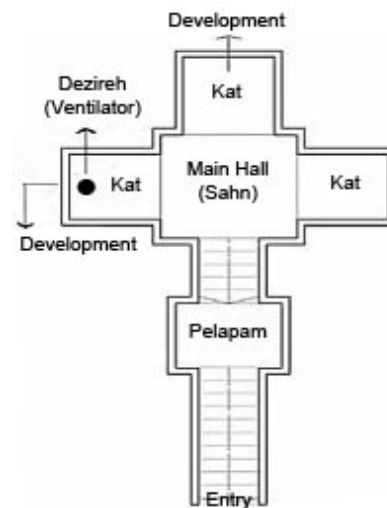 Development
Dezireh
(Ventilator)
Kat
Main Hall
(Sahn)
Kat
Kat
Development
Pelapam
Entry